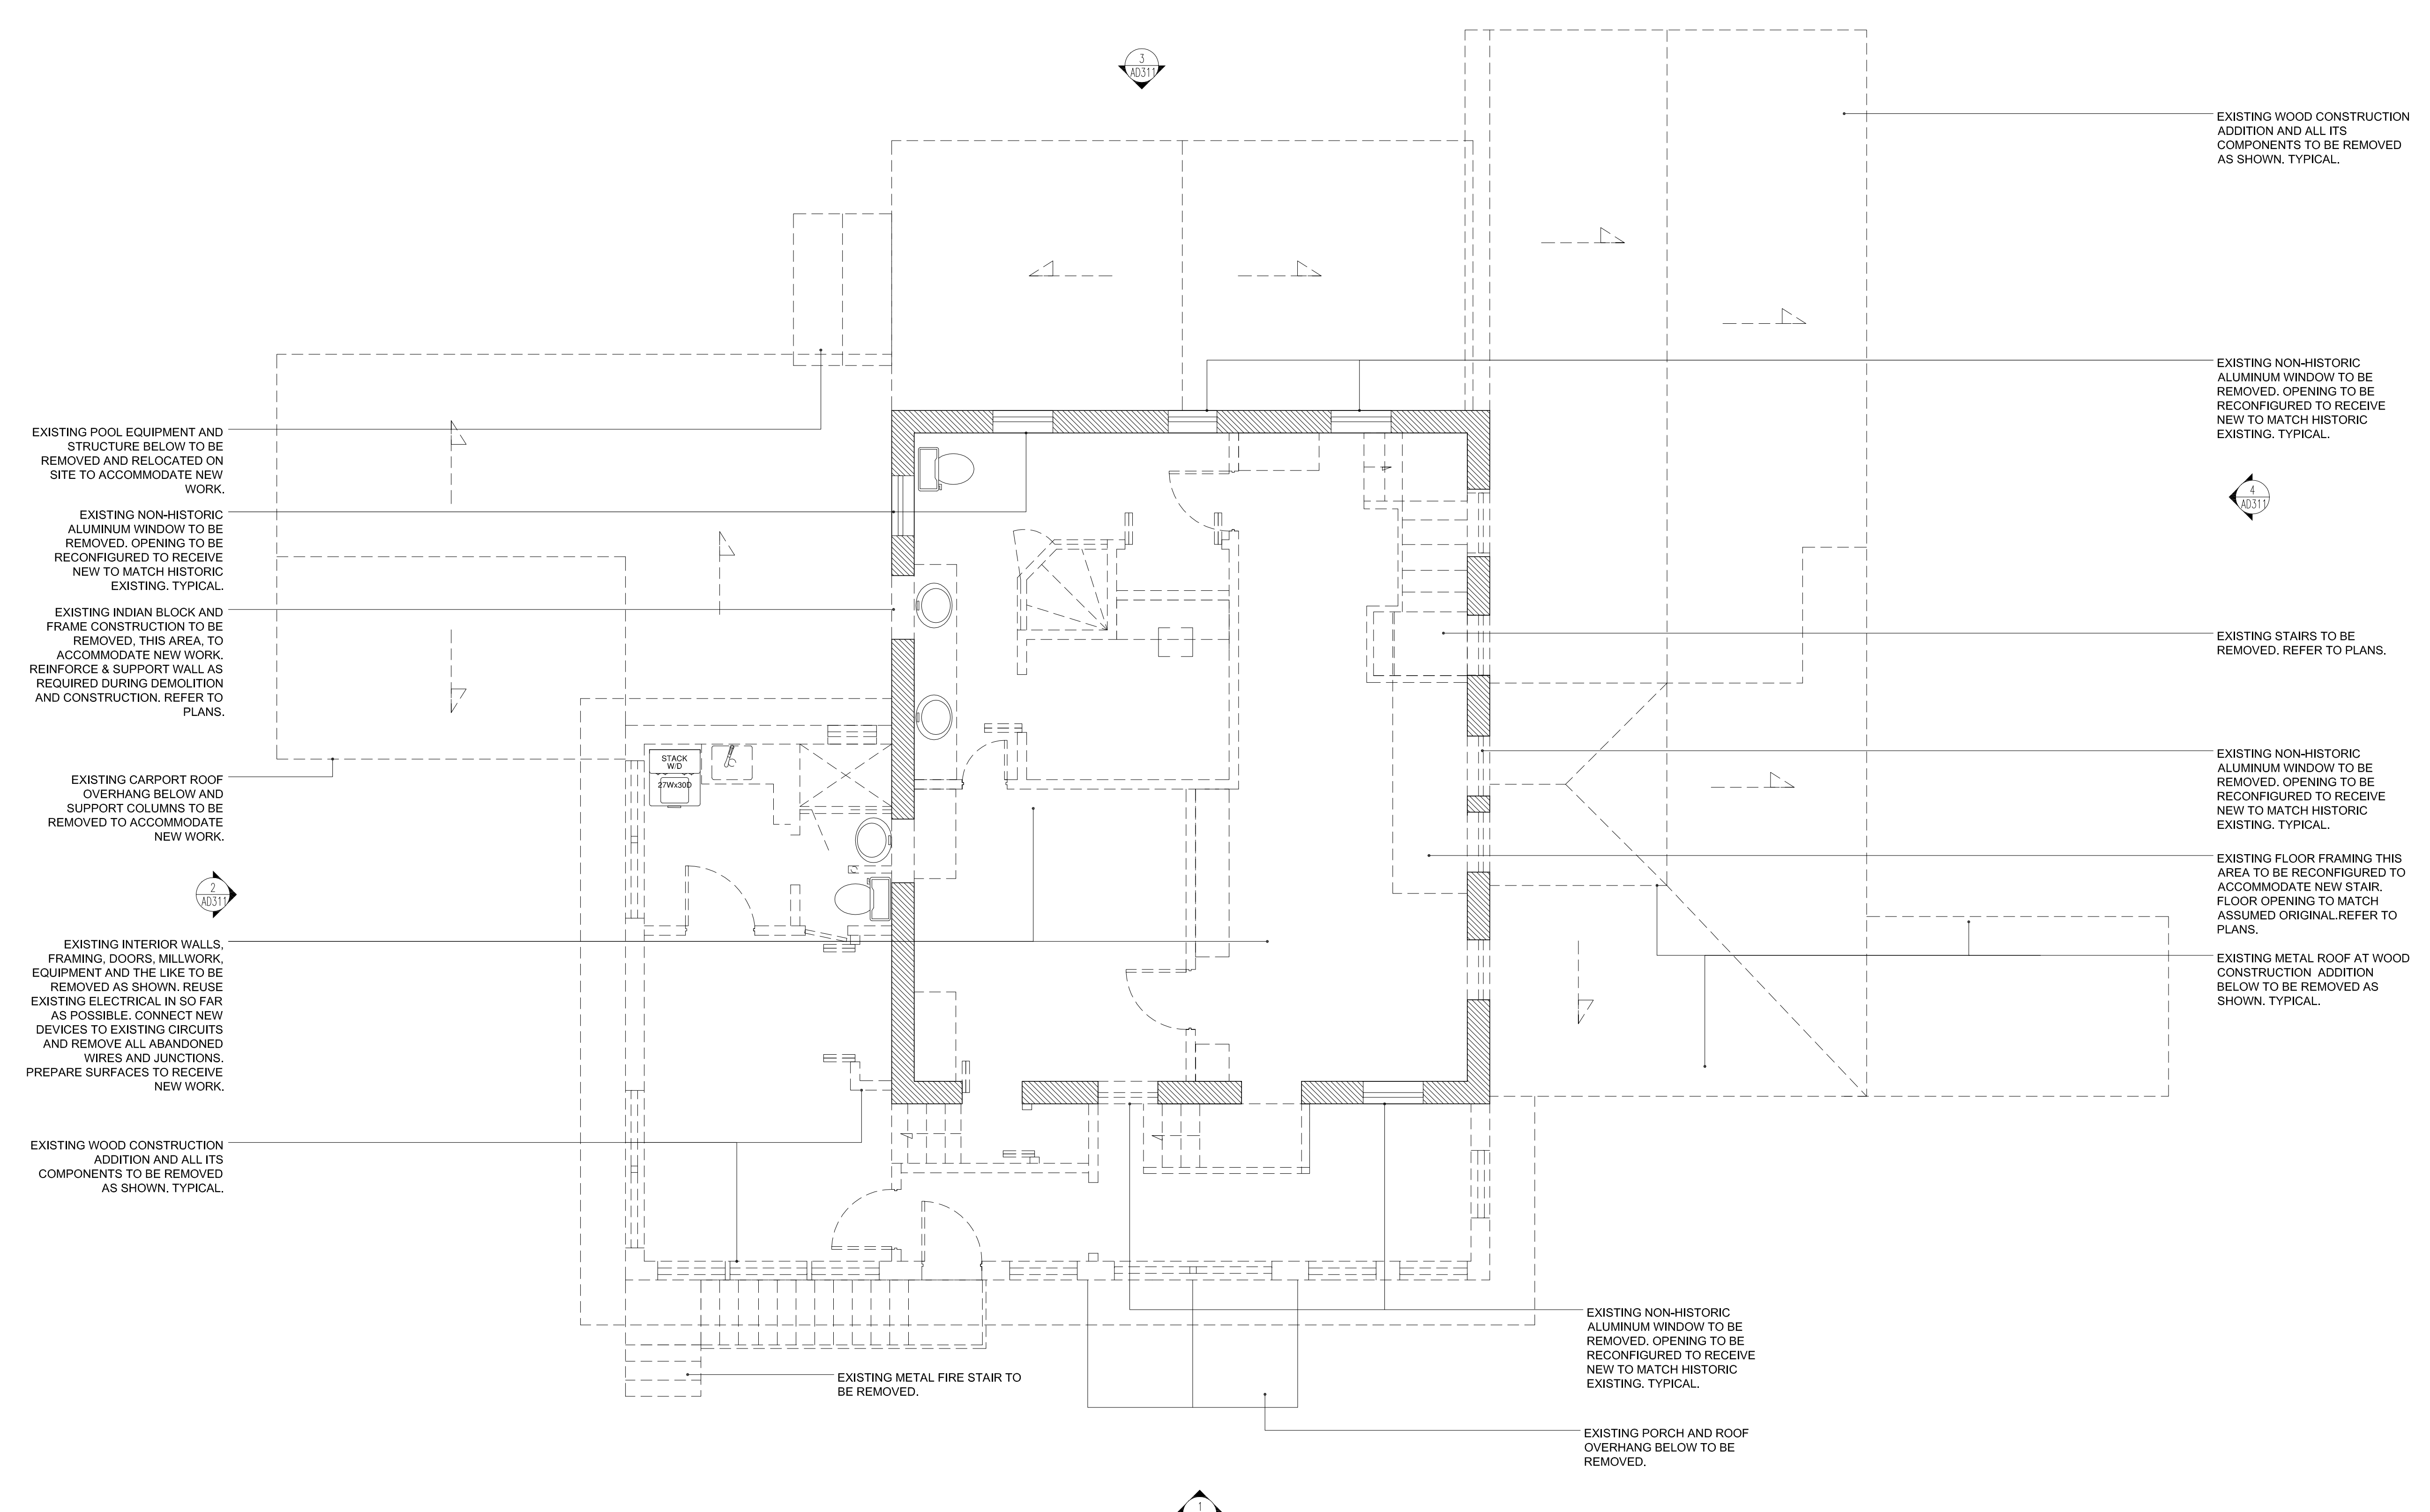 3
AD311
EXISTING WOOD CONSTRUCTION
ADDITION AND ALL ITS
COMPONENTS TO BE REMOVED
AS SHOWN. TYPICAL.
EXISTING NON-HISTORIC
ALUMINUM WINDOW TO BE
REMOVED. OPENING TO BE
RECONFIGURED TO RECEIVE
NEW TO MATCH HISTORIC
EXISTING. TYPICAL.
EXISTING POOL EQUIPMENT AND
STRUCTURE BELOW TO BE
REMOVED AND RELOCATED ON
SITE TO ACCOMMODATE NEW
WORK.
4
AD311
EXISTING NON-HISTORIC
ALUMINUM WINDOW TO BE
REMOVED. OPENING TO BE
RECONFIGURED TO RECEIVE
NEW TO MATCH HISTORIC
EXISTING. TYPICAL.
EXISTING INDIAN BLOCK AND
FRAME CONSTRUCTION TO BE
REMOVED, THIS AREA, TO
ACCOMMODATE NEW WORK.
REINFORCE & SUPPORT WALL AS
REQUIRED DURING DEMOLITION
AND CONSTRUCTION. REFER TO
PLANS.
EXISTING STAIRS TO BE
REMOVED. REFER TO PLANS.
STACK
W/D
27Wx30D
EXISTING CARPORT ROOF
OVERHANG BELOW AND
SUPPORT COLUMNS TO BE
REMOVED TO ACCOMMODATE
NEW WORK.
EXISTING NON-HISTORIC
ALUMINUM WINDOW TO BE
REMOVED. OPENING TO BE
RECONFIGURED TO RECEIVE
NEW TO MATCH HISTORIC
EXISTING. TYPICAL.
2
AD311
EXISTING FLOOR FRAMING THIS
AREA TO BE RECONFIGURED TO
ACCOMMODATE NEW STAIR.
FLOOR OPENING TO MATCH
ASSUMED ORIGINAL.REFER TO
PLANS.
EXISTING INTERIOR WALLS,
FRAMING, DOORS, MILLWORK,
EQUIPMENT AND THE LIKE TO BE
REMOVED AS SHOWN. REUSE
EXISTING ELECTRICAL IN SO FAR
AS POSSIBLE. CONNECT NEW
DEVICES TO EXISTING CIRCUITS
AND REMOVE ALL ABANDONED
WIRES AND JUNCTIONS.
PREPARE SURFACES TO RECEIVE
NEW WORK.
EXISTING METAL ROOF AT WOOD
CONSTRUCTION ADDITION
BELOW TO BE REMOVED AS
SHOWN. TYPICAL.
EXISTING WOOD CONSTRUCTION
ADDITION AND ALL ITS
COMPONENTS TO BE REMOVED
AS SHOWN. TYPICAL.
EXISTING NON-HISTORIC
ALUMINUM WINDOW TO BE
REMOVED. OPENING TO BE
RECONFIGURED TO RECEIVE
NEW TO MATCH HISTORIC
EXISTING. TYPICAL.
EXISTING METAL FIRE STAIR TO
BE REMOVED.
EXISTING PORCH AND ROOF
OVERHANG BELOW TO BE
REMOVED.
1